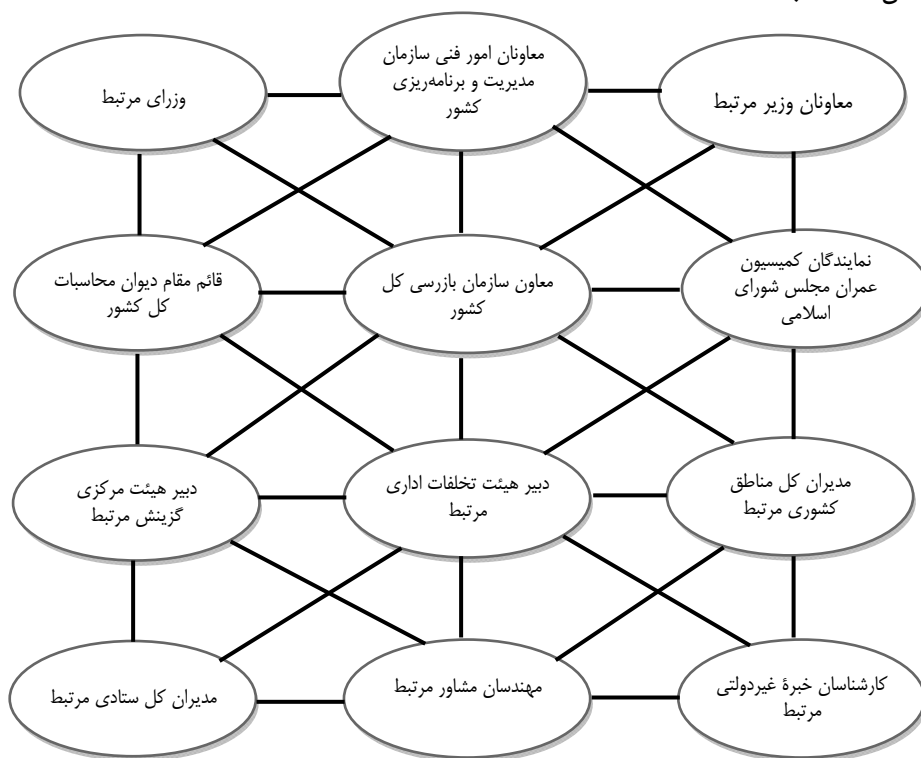 معاونان وزیر مرتبط
معاونان امور فنی سازمان
مدیریت و برنامه‌ریزی
کشور
وزرای مرتبط
نمایندگان کمیسیون
عمران مجلس شورای
اسلامی
معاون سازمان بازرسی کل
کشور
قائم مقام دیوان محاسبات
کل کشور
مدیران کل مناطق
کشوری مرتبط
دبیر هیئت تخلفات اداری
مرتبط
دبیر هیئت مرکزی
گزینش مرتبط
کارشناسان خبرهٔ غیردولتی
مرتبط
مهندسان مشاور مرتبط
مدیران کل ستادی مرتبط